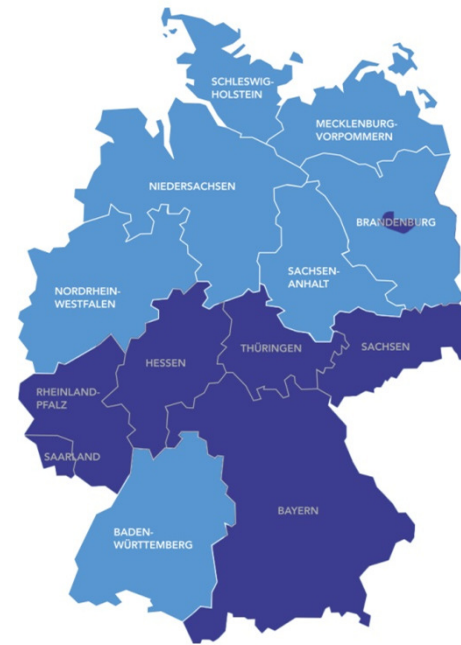 SCHLESWIG-
HOLSTEIN
MECKLENBURG-
VORPOMMERN
NIEDERSACHSEN
BRANDENBURG
SACHSEN-
ANHALT
NORDRHEIN-
WESTFALEN
THÜRINGEN
SACHSEN
HESSEN
RHEINLAND-
PFALZ
SAARLAND
BAYERN
BADEN-
WÜRTTEMBERG